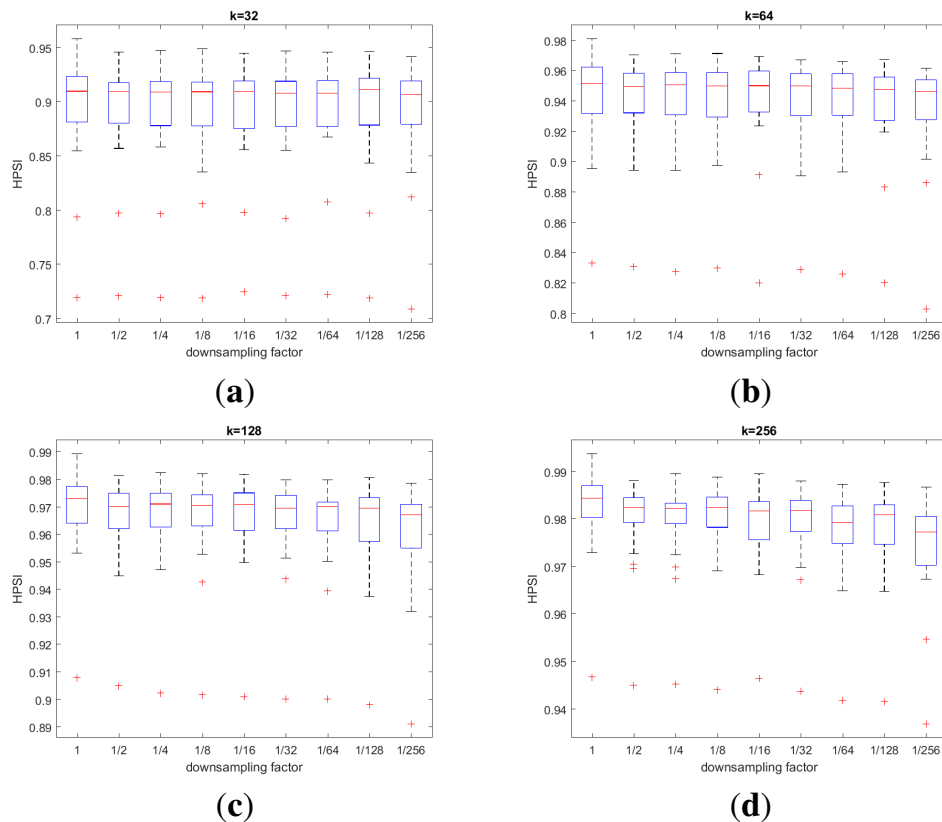 k=32
0.95
0.9
0.85
0.8
0.75
0.7
HPSI
1 1/2 1/4 1/8 1/16 1/32 1/64 1/128 1/256
downsampling factor
(a)
k=64
0.98
0.96
0.94
0.92
0.9
0.88
0.86
0.84
0.82
0.8
HPSI
1 1/2 1/4 1/8 1/16 1/32 1/64 1/128 1/256
downsampling factor
(b)
k=128
0.99
0.98
0.97
0.96
0.95
0.94
0.93
0.92
0.91
0.9
0.89
HPSI
1 1/2 1/4 1/8 1/16 1/32 1/64 1/128 1/256
downsampling factor
(c)
k=256
0.99
0.98
0.97
0.96
0.95
0.94
HPSI
1 1/2 1/4 1/8 1/16 1/32 1/64 1/128 1/256
downsampling factor
(d)